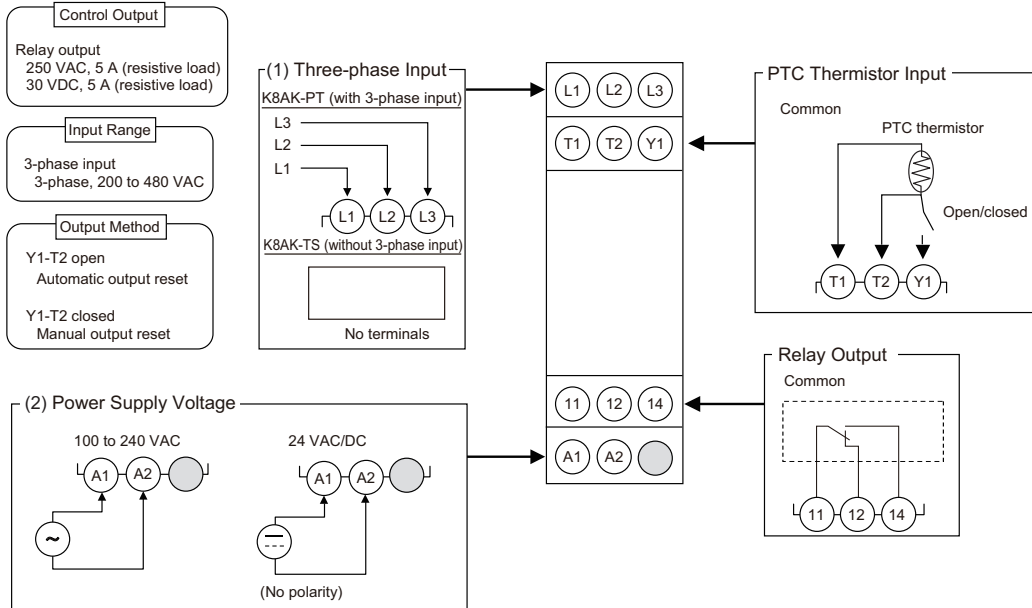 Control Output
Relay output
250 VAC, 5 A (resistive load)
30 VDC, 5 A (resistive load)
Input Range
3-phase input
3-phase, 200 to 480 VAC
Output Method
Y1-T2 open
Automatic output reset
Y1-T2 closed
Manual output reset
(1) Three-phase Input
K8AK-PT (with 3-phase input)
L3
L2
L1
L1 L2 L3
K8AK-TS (without 3-phase input)
No terminals
L1 L2 L3
T1 T2 Y1
11 12 14
A1 A2
PTC Thermistor Input
Common
PTC thermistor
Open/closed
T1 T2 Y1
Relay Output
Common
11 12 14
(2) Power Supply Voltage
100 to 240 VAC
A1 A2
~
24 VAC/DC
A1 A2
(No polarity)